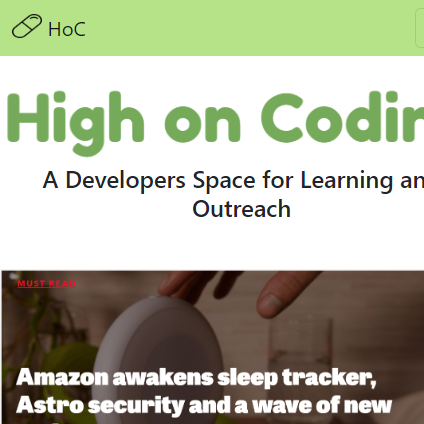 HoC
High on Codin
A Developers Space for Learning an
Outreach
MUST READ
Amazon awakens sleep tracker,
Astro security and a wave of new